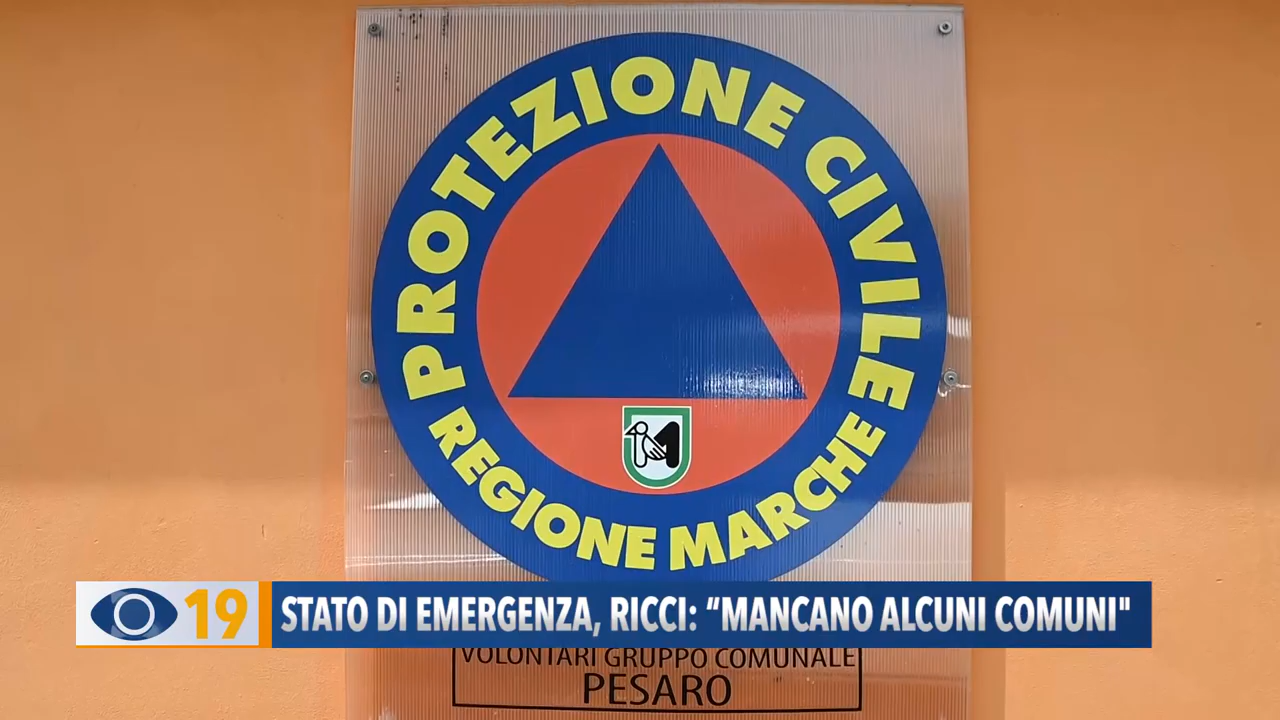 PROTEZIONE CIVILE
REGIONE MARCHE
19
STATO DI EMERGENZA, RICCI: “MANCANO ALCUNI COMUNI"
VOLONTARI GRUPPO COMUNALE
PESARO